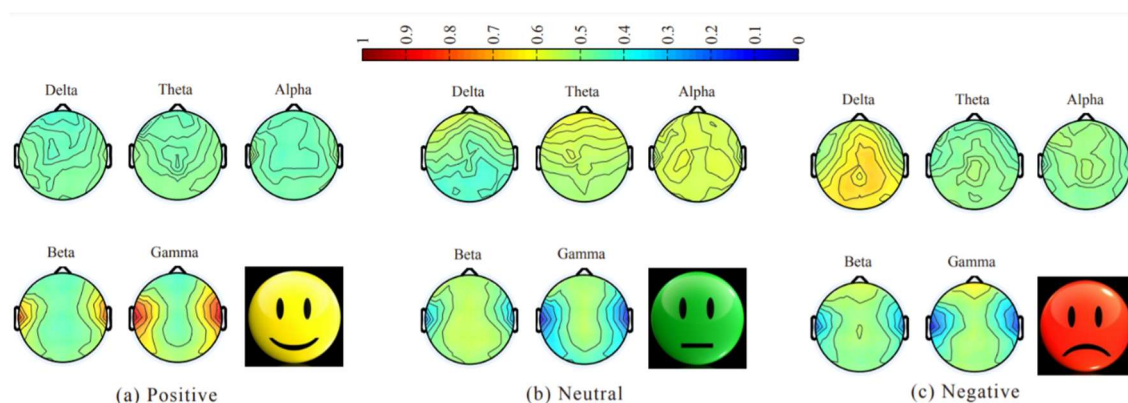 1 0.9 0.8 0.7 0.6 0.5 0.4 0.3 0.2 0.1 0
Delta Theta Alpha
Beta Gamma
(a) Positive
Delta Theta Alpha
Beta Gamma
(b) Neutral
Delta Theta Alpha
Beta Gamma
(c) Negative